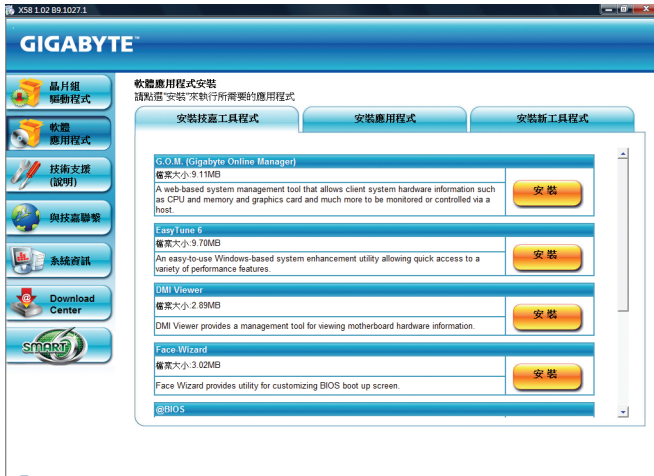 X58 1.02 B9.1027.1
GIGABYTE™
晶片組
驅動程式
軟體
應用程式
技術支援
(說明)
與技嘉聯繫
系統資訊
Download
Center
SMART
軟體應用程式安裝
請點選"安裝"來執行所需要的應用程式
安裝技嘉工具程式
安裝應用程式
安裝新工具程式
G.O.M. (Gigabyte Online Manager)
檔案大小:9.11MB
A web-based system management tool that allows client system hardware information such
as CPU and memory and graphics card and much more to be monitored or controlled via a
host.
安裝
EasyTune 6
檔案大小:9.70MB
An easy-to-use Windows-based system enhancement utility allowing quick access to a
variety of performance features.
安裝
DMI Viewer
檔案大小:2.89MB
DMI Viewer provides a management tool for viewing motherboard hardware information.
安裝
Face-Wizard
檔案大小:3.02MB
Face Wizard provides utility for customizing BIOS boot up screen.
安裝
@BIOS